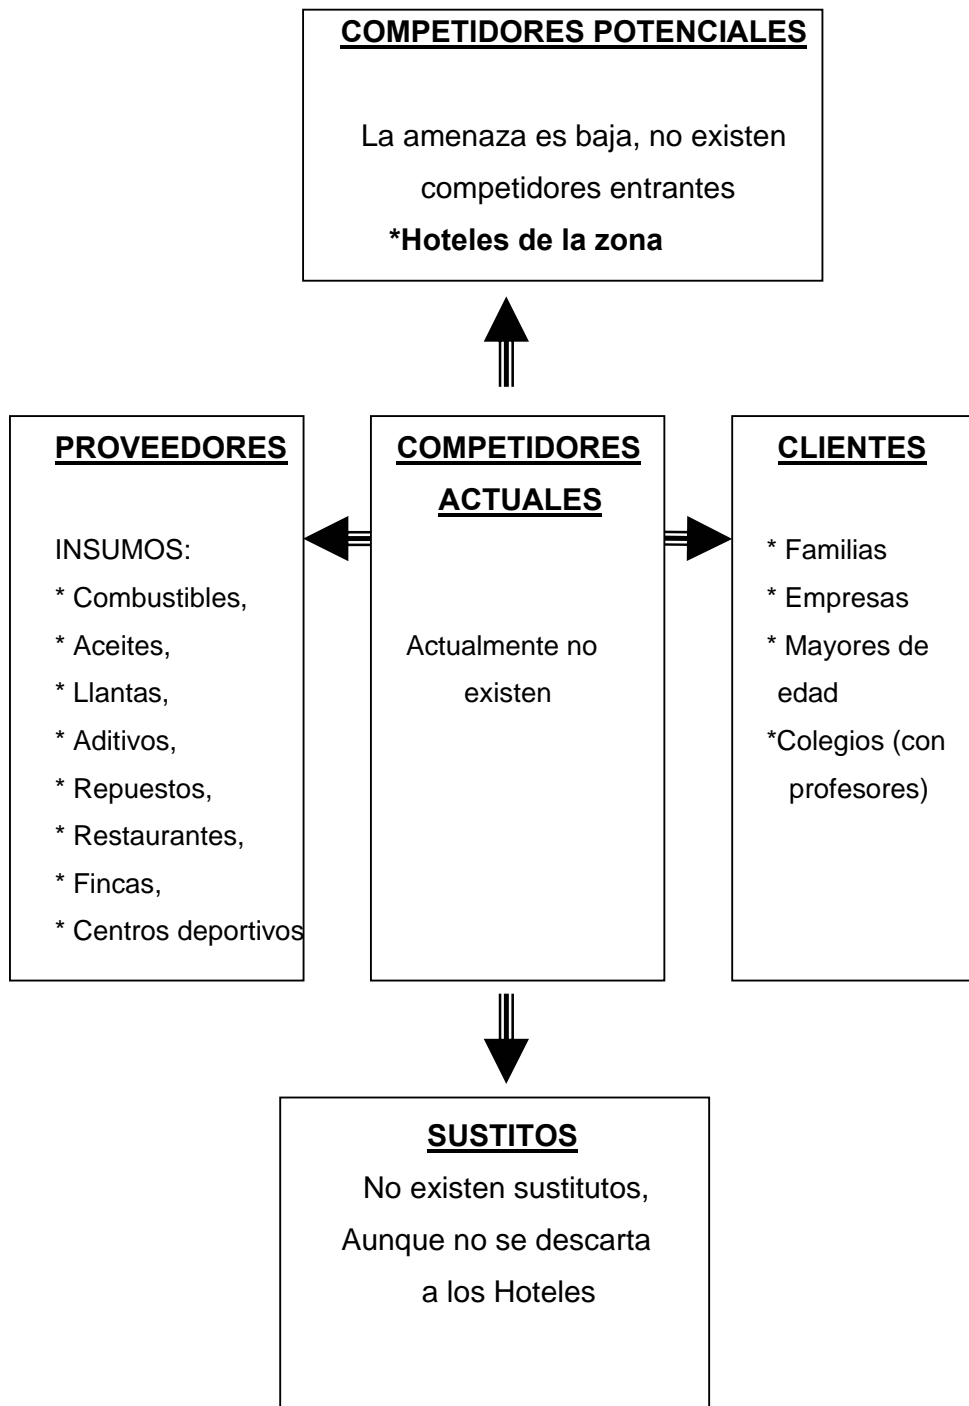 COMPETIDORES POTENCIALES
La amenaza es baja, no existen
competidores entrantes
*Hoteles de la zona
PROVEEDORES
INSUMOS:
* Combustibles,
* Aceites,
* Llantas,
* Aditivos,
* Repuestos,
* Restaurantes,
* Fincas,
* Centros deportivos
COMPETIDORES
ACTUALES
Actualmente no
existen
CLIENTES
* Familias
* Empresas
* Mayores de
edad
*Colegios (con
profesores)
SUSTITOS
No existen sustitutos,
Aunque no se descarta
a los Hoteles